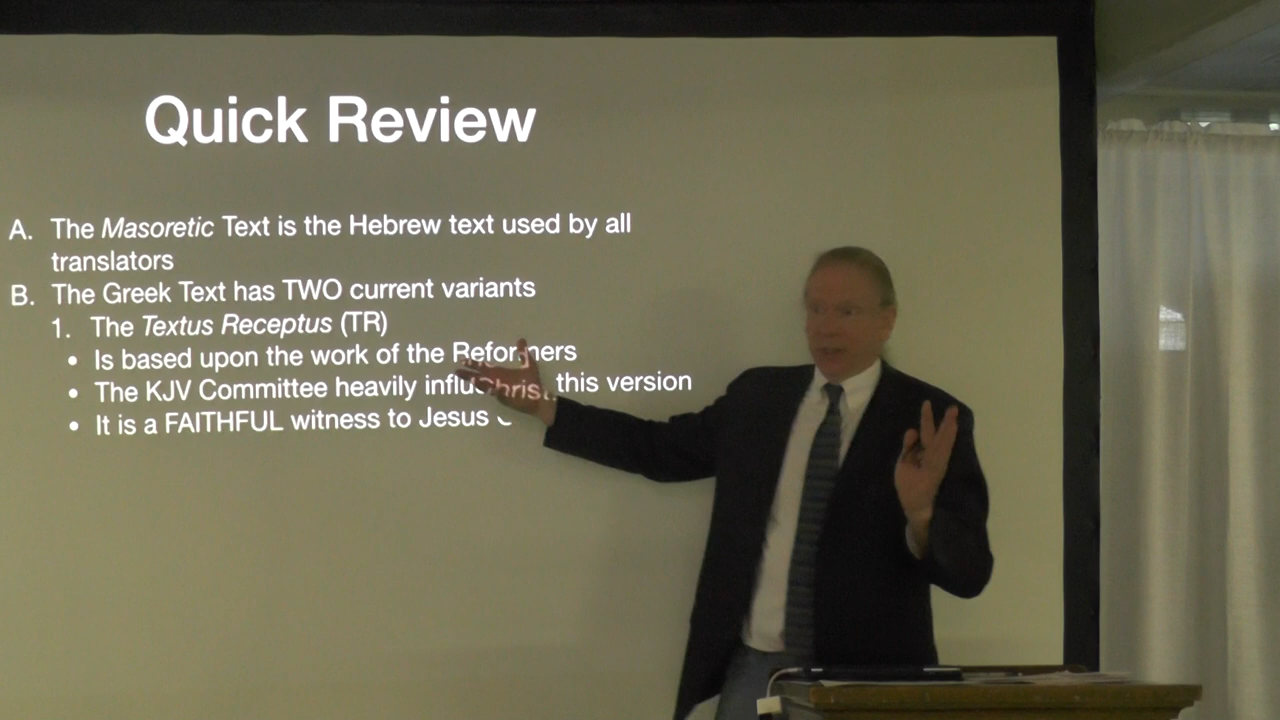 Quick Review
A. The Masoretic Text is the Hebrew text used by all
translators
B. The Greek Text has TWO current variants
1. The Textus Receptus (TR)
• Is based upon the work of the Reformers
• The KJV Committee heavily this version
• It is a FAITHFUL witness to Jesus Christ